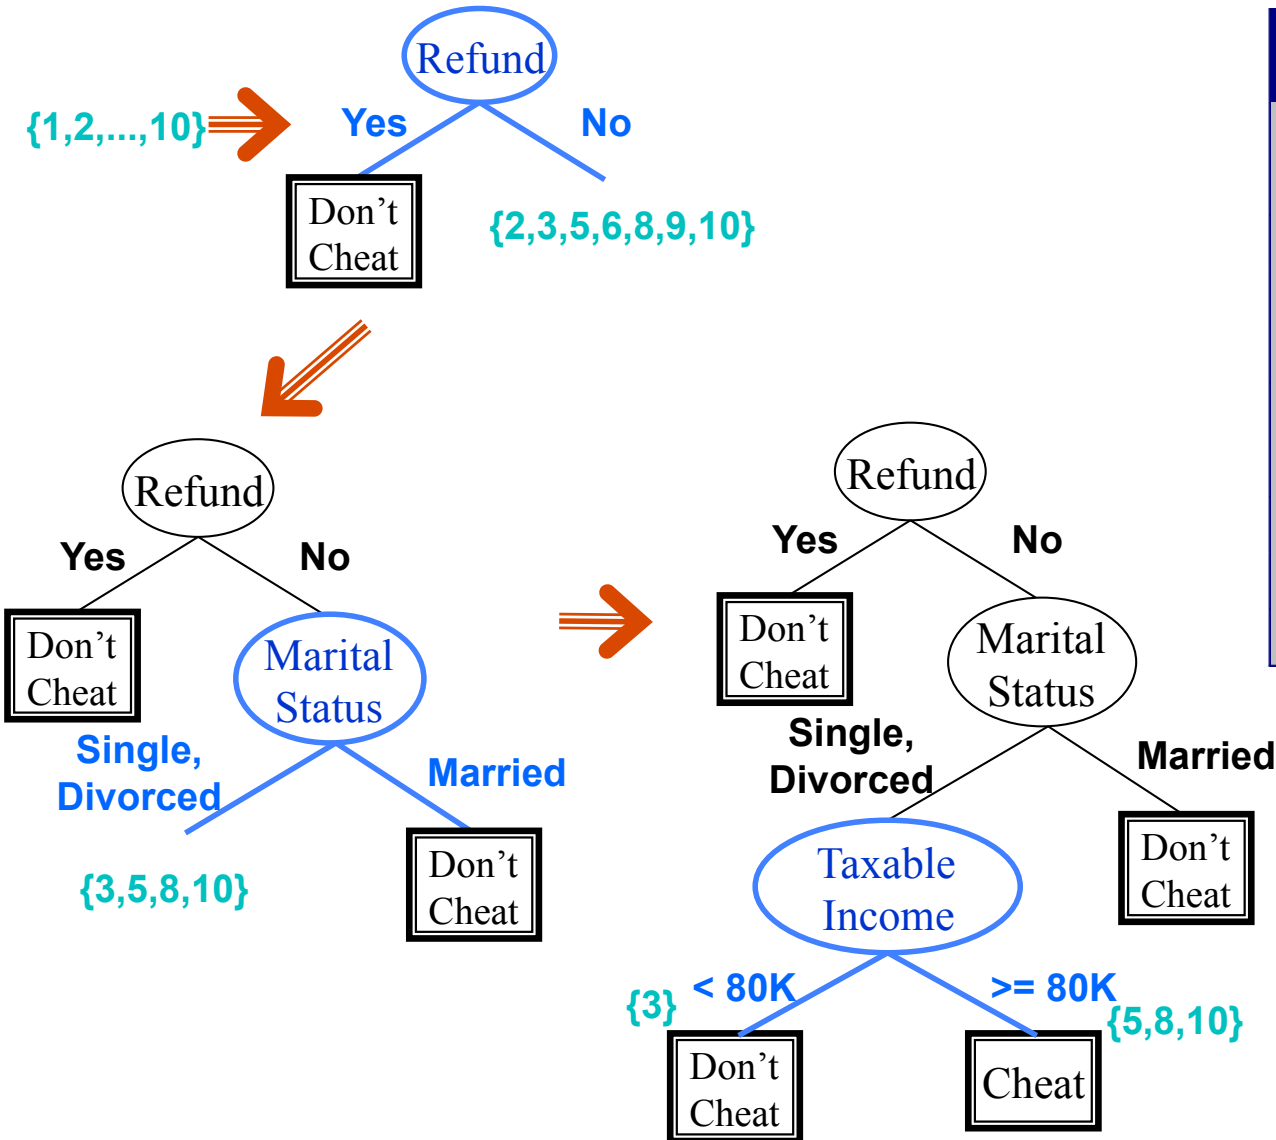 Refund
{1,2,...,10}
Yes
No
Don’t
Cheat
{2,3,5,6,8,9,10}
Refund
Yes
No
Don’t
Cheat
Marital
Status
Single,
Divorced
Married
{3,5,8,10}
Don’t
Cheat
Refund
Yes
No
Don’t
Cheat
Marital
Status
Single,
Divorced
Married
Taxable
Income
Don’t
Cheat
{3}
< 80K
>= 80K
{5,8,10}
Don’t
Cheat
Cheat